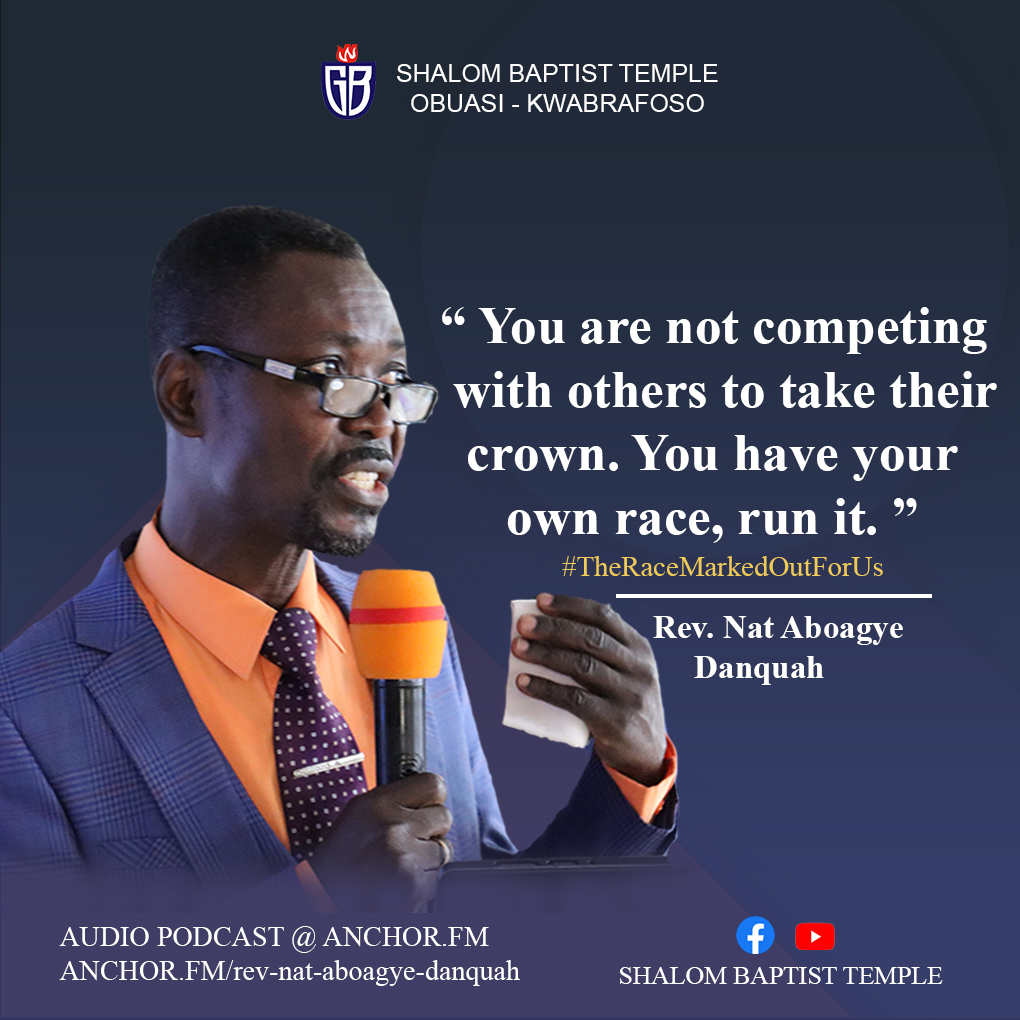 GB
SHALOM BAPTIST TEMPLE
OBUASI - KWABRAFOSO
“ You are not competing
with others to take their
crown. You have your
own race, run it. ”
#TheRaceMarkedOutForUs
Rev. Nat Aboagye
Danquah
AUDIO PODCAST @ ANCHOR.FM
ANCHOR.FM/rev-nat-aboagye-danquah
SHALOM BAPTIST TEMPLE